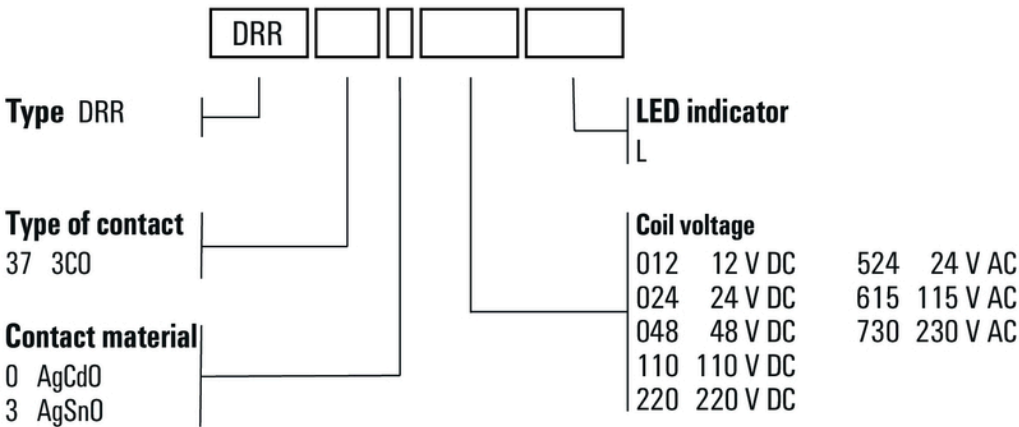 DRR
Type DRR
LED indicator
L
Type of contact
37 3CO
Contact material
0 AgCdO
3 AgSnO
Coil voltage
012 12 V DC 524 24 V AC
024 24 V DC 615 115 V AC
048 48 V DC 730 230 V AC
110 110 V DC
220 220 V DC